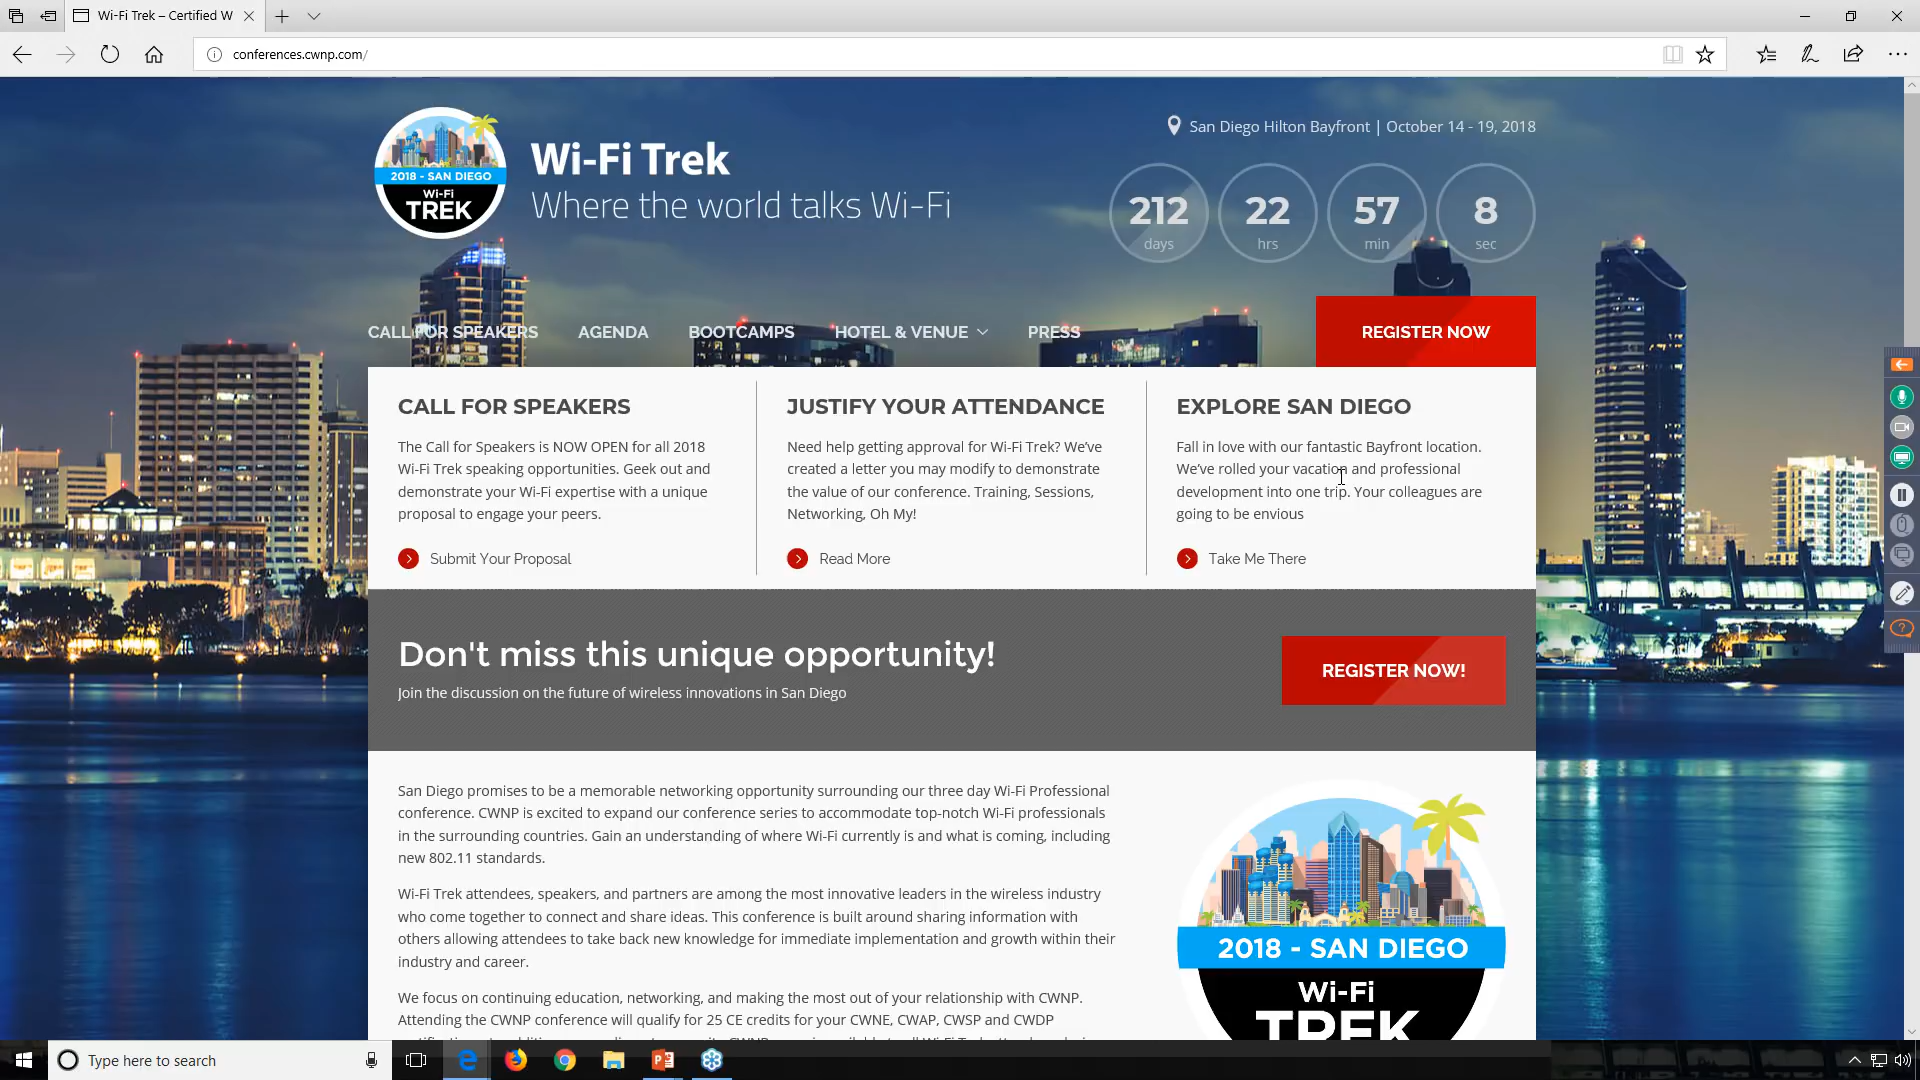 Wi-Fi Trek – Certified W
conferences.cwnp.com/
2018 - SAN DIEGO
Wi-Fi
TREK
Wi-Fi Trek
Where the world talks Wi-Fi
San Diego Hilton Bayfront | October 14 - 19, 2018
212 22 57 8
days hrs min sec
CALL FOR SPEAKERS AGENDA BOOTCAMPS HOTEL & VENUE PRESS REGISTER NOW
CALL FOR SPEAKERS
The Call for Speakers is NOW OPEN for all 2018
Wi-Fi Trek speaking opportunities. Geek out and
demonstrate your Wi-Fi expertise with a unique
proposal to engage your peers.
Submit Your Proposal
JUSTIFY YOUR ATTENDANCE
Need help getting approval for Wi-Fi Trek? We've
created a letter you may modify to demonstrate
the value of our conference. Training, Sessions,
Networking, Oh My!
Read More
EXPLORE SAN DIEGO
Fall in love with our fantastic Bayfront location.
We've rolled your vacation and professional
development into one trip. Your colleagues are
going to be envious
Take Me There
Don't miss this unique opportunity!
Join the discussion on the future of wireless innovations in San Diego
REGISTER NOW!
San Diego promises to be a memorable networking opportunity surrounding our three day Wi-Fi Professional
conference. CWNP is excited to expand our conference series to accommodate top-notch Wi-Fi professionals
in the surrounding countries. Gain an understanding of where Wi-Fi currently is and what is coming, including
new 802.11 standards.
Wi-Fi Trek attendees, speakers, and partners are among the most innovative leaders in the wireless industry
who come together to connect and share ideas. This conference is built around sharing information with
others allowing attendees to take back new knowledge for immediate implementation and growth within their
industry and career.
We focus on continuing education, networking, and making the most out of your relationship with CWNP.
Attending the CWNP conference will qualify for 25 CE credits for your CWNE, CWAP, CWSP and CWDP
2018 - SAN DIEGO
Wi-Fi
TREK
Type here to search